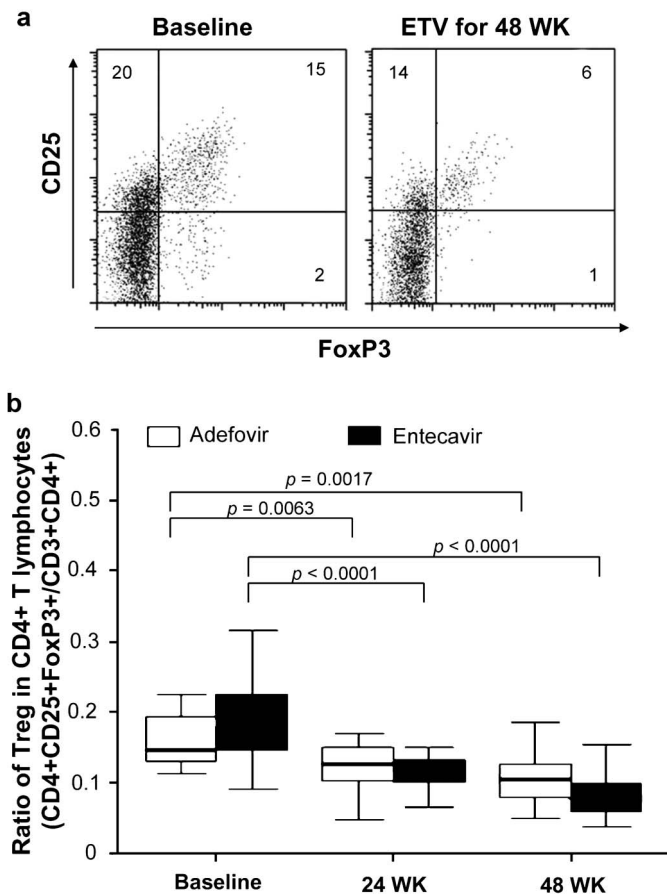 a
Baseline
ETV for 48 WK
20
15
14
6
CD25
2
1
FoxP3
b
0.6
Adefovir
Entecavir
p = 0.0017
0.5
p = 0.0063
p < 0.0001
0.4
p < 0.0001
0.3
0.2
0.1
0
Ratio of Treg in CD4+ T lymphocytes
(CD4+CD25+FoxP3+/CD3+CD4+)
Baseline
24 WK
48 WK